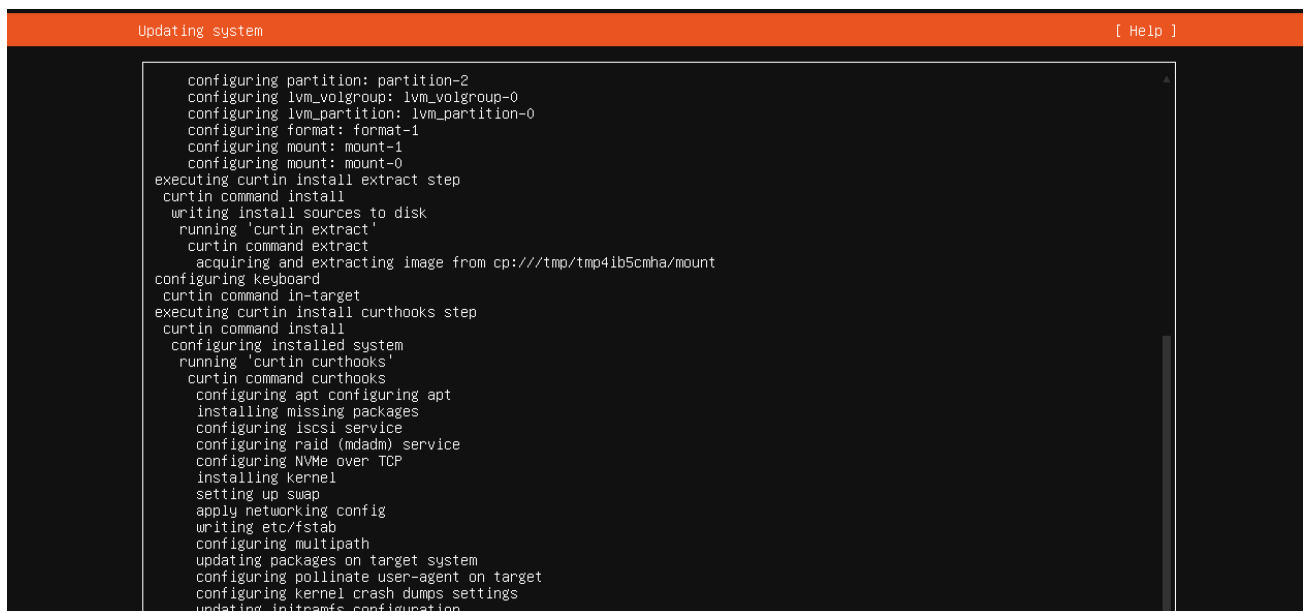 Updating system [ Help ]
configuring partition: partition-2
configuring lvm_volgroup: lvm_volgroup-0
configuring lvm_partition: lvm_partition-0
configuring format: format-1
configuring mount: mount-1
configuring mount: mount-0
executing curtin install extract step
curtin command install
writing install sources to disk
running 'curtin extract'
curtin command extract
acquiring and extracting image from cp:///tmp/tmp4ib5cmha/mount
configuring keyboard
curtin command in-target
executing curtin install curthooks step
curtin command install
configuring installed system
running 'curtin curthooks'
curtin command curthooks
configuring apt configuring apt
installing missing packages
configuring iscsi service
configuring raid (mdadm) service
configuring NVMe over TCP
installing kernel
setting up swap
apply networking config
writing etc/fstab
configuring multipath
updating packages on target system
configuring pollinate user-agent on target
configuring kernel crash dumps settings
updating initramfs configuration